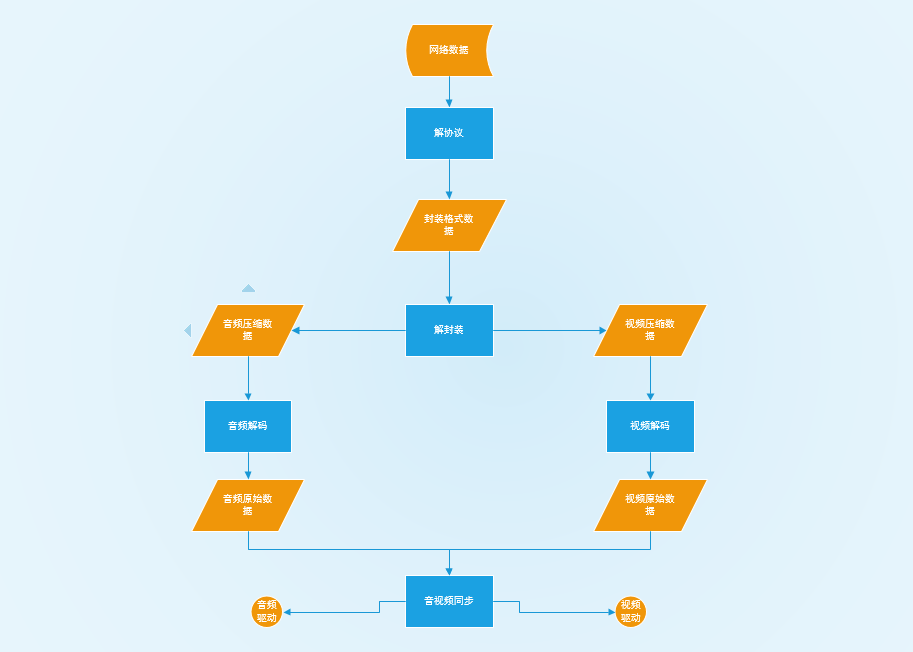 网络数据
解协议
封装格式数
据
音频压缩数
据
解封装
视频压缩数
据
音频解码
视频解码
音频原始数
据
视频原始数
据
音视频同步
音频
驱动
视频
驱动